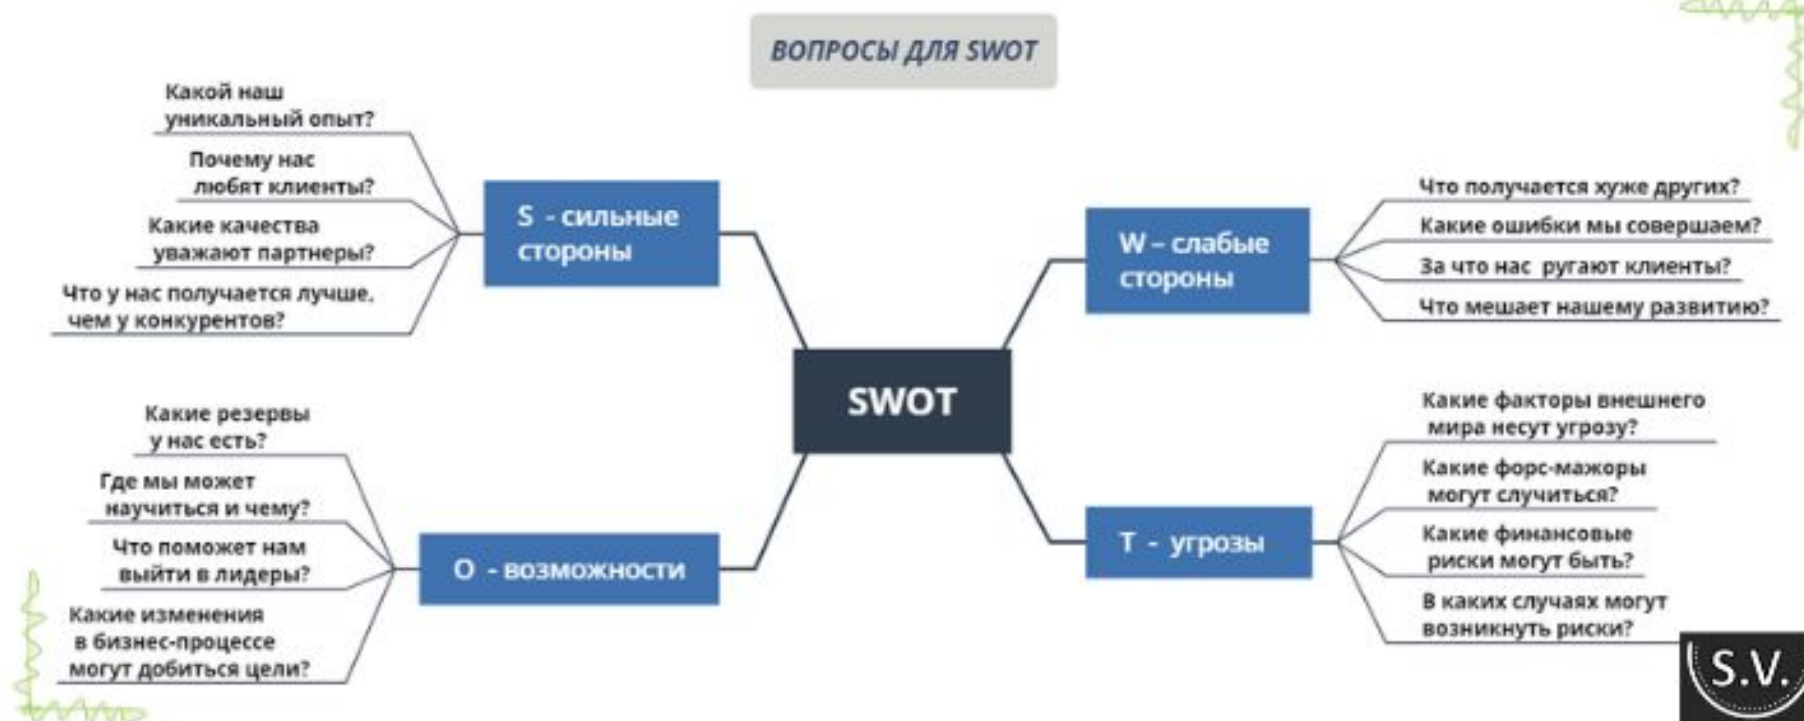 ВОПРОСЫ ДЛЯ SWOT
Какой наш
уникальный опыт?
Почему нас
любят клиенты?
Какие качества
уважают партнеры?
Что у нас получается лучше,
чем у конкурентов?
S - сильные
стороны
W – слабые
стороны
Что получается хуже других?
Какие ошибки мы совершаем?
За что нас ругают клиенты?
Что мешает нашему развитию?
SWOT
Какие резервы
у нас есть?
Где мы может
научиться и чему?
Что поможет нам
выйти в лидеры?
Какие изменения
в бизнес-процессе
могут добиться цели?
O - возможности
T - угрозы
Какие факторы внешнего
мира несут угрозу?
Какие форс-мажоры
могут случиться?
Какие финансовые
риски могут быть?
В каких случаях могут
возникнуть риски?
S.V.